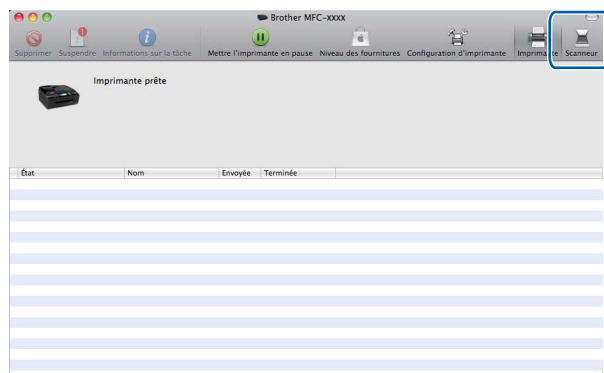 Brother MFC-xxxx
Supprimer Suspendre Informations sur la tâche Mettre l'imprimante en pause Niveau des fournitures Configuration d'imprimante Imprimante Scanneur
Imprimante prête
État Nom Envoyée Terminée